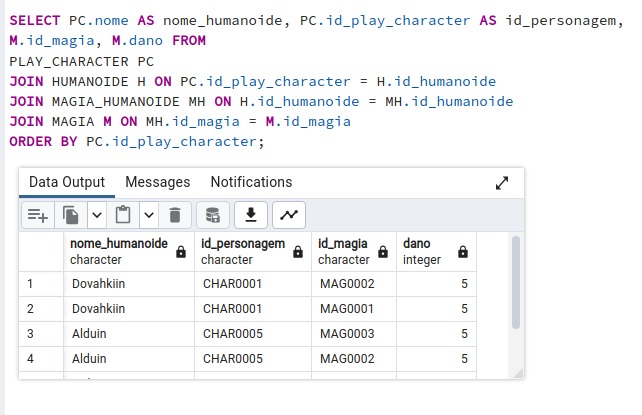 SELECT PC.nome AS nome_humanoide, PC.id_play_character AS id_personagem,
M.id_magia, M.dano FROM
PLAY_CHARACTER PC
JOIN HUMANOIDE H ON PC.id_play_character = H.id_humanoide
JOIN MAGIA_HUMANOIDE MH ON H.id_humanoide = MH.id_humanoide
JOIN MAGIA M ON MH.id_magia = M.id_magia
ORDER BY PC.id_play_character;
Data Output Messages Notifications
nome_humanoide id_personagem id_magia dano
character character character integer
1 Dovahkiin CHAR0001 MAG0002 5
2 Dovahkiin CHAR0001 MAG0001 5
3 Alduin CHAR0005 MAG0003 5
4 Alduin CHAR0005 MAG0002 5